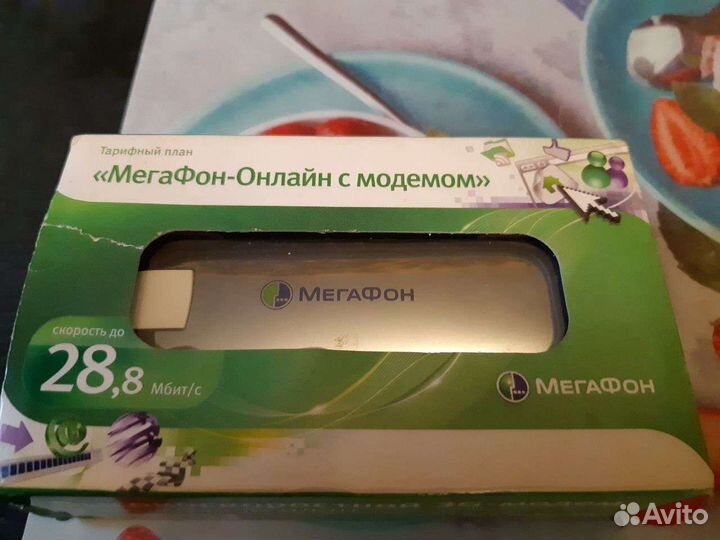 Тарифный план
«МегаФон-Онлайн с модемом»
МЕГАФОН
скорость до
28,8 Мбит/с
МЕГАФОН
Avito